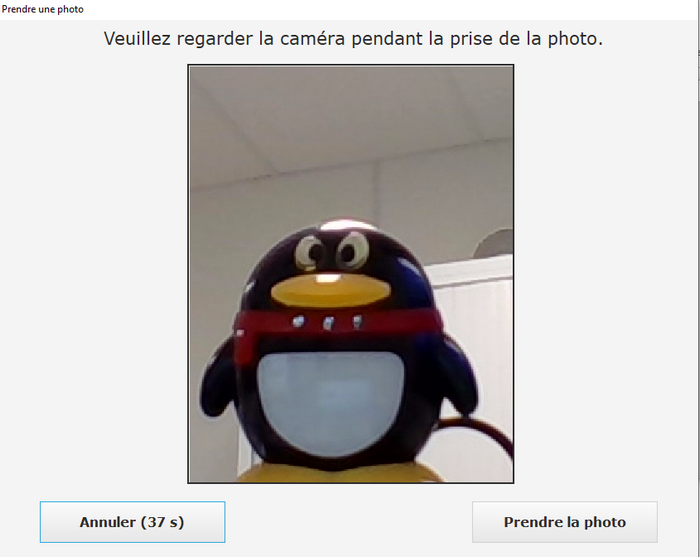 Prendre une photo
Veuillez regarder la caméra pendant la prise de la photo.
Annuler (37 s)
Prendre la photo